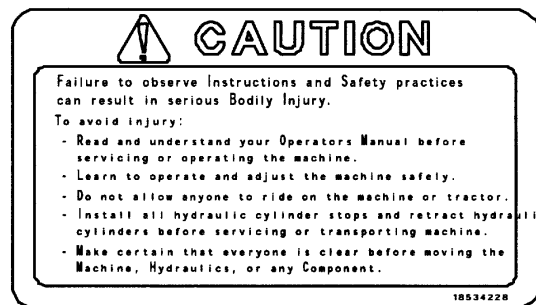 CAUTION
Failure to observe Instructions and Safety practices
can result in serious Bodily Injury.
To avoid injury:
- Read and understand your Operators Manual before
servicing or operating the machine.
- Learn to operate and adjust the machine safely.
- Do not allow anyone to ride on the machine or tractor.
- Install all hydraulic cylinder stops and retract hydrauli
cylinders before servicing or transporting machine.
- Make certain that everyone is clear before moving the
Machine, Hydraulics, or any Component.
18534228